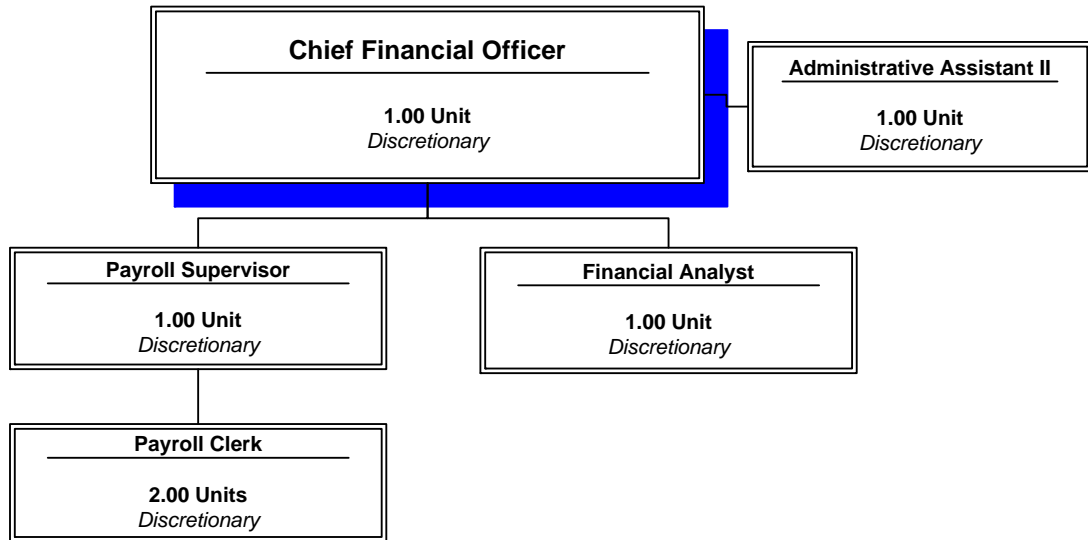 Chief Financial Officer
1.00 Unit
Discretionary
Administrative Assistant II
1.00 Unit
Discretionary
Payroll Supervisor
1.00 Unit
Discretionary
Financial Analyst
1.00 Unit
Discretionary
Payroll Clerk
2.00 Units
Discretionary